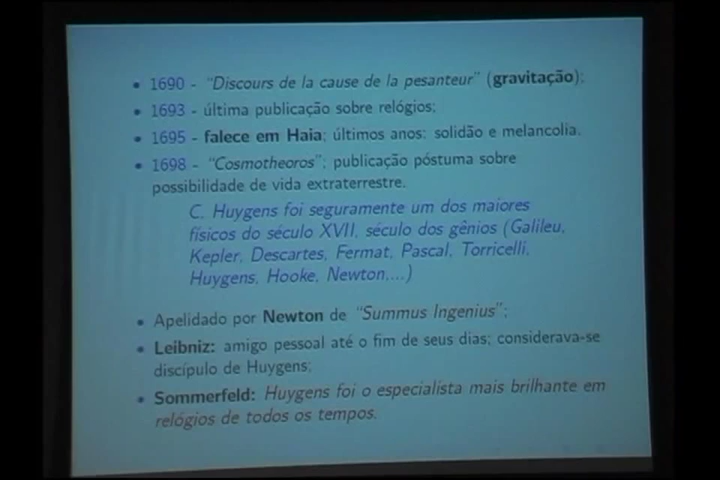 • 1690 - "Discours de la cause de la pesanteur" (gravitação);
• 1693 - última publicação sobre relógios;
• 1695 - falece em Haia; últimos anos: solidão e melancolia.
• 1698 - "Cosmotheoros"; publicação póstuma sobre
possibilidade de vida extraterrestre.
C. Huygens foi seguramente um dos maiores
físicos do século XVII, século dos gênios (Galileu,
Kepler, Descartes, Fermat, Pascal, Torricelli,
Huygens, Hooke, Newton,...)
• Apelidado por Newton de "Summus Ingenius";
• Leibniz: amigo pessoal até o fim de seus dias; considerava-se
discípulo de Huygens;
• Sommerfeld: Huygens foi o especialista mais brilhante em
relógios de todos os tempos.